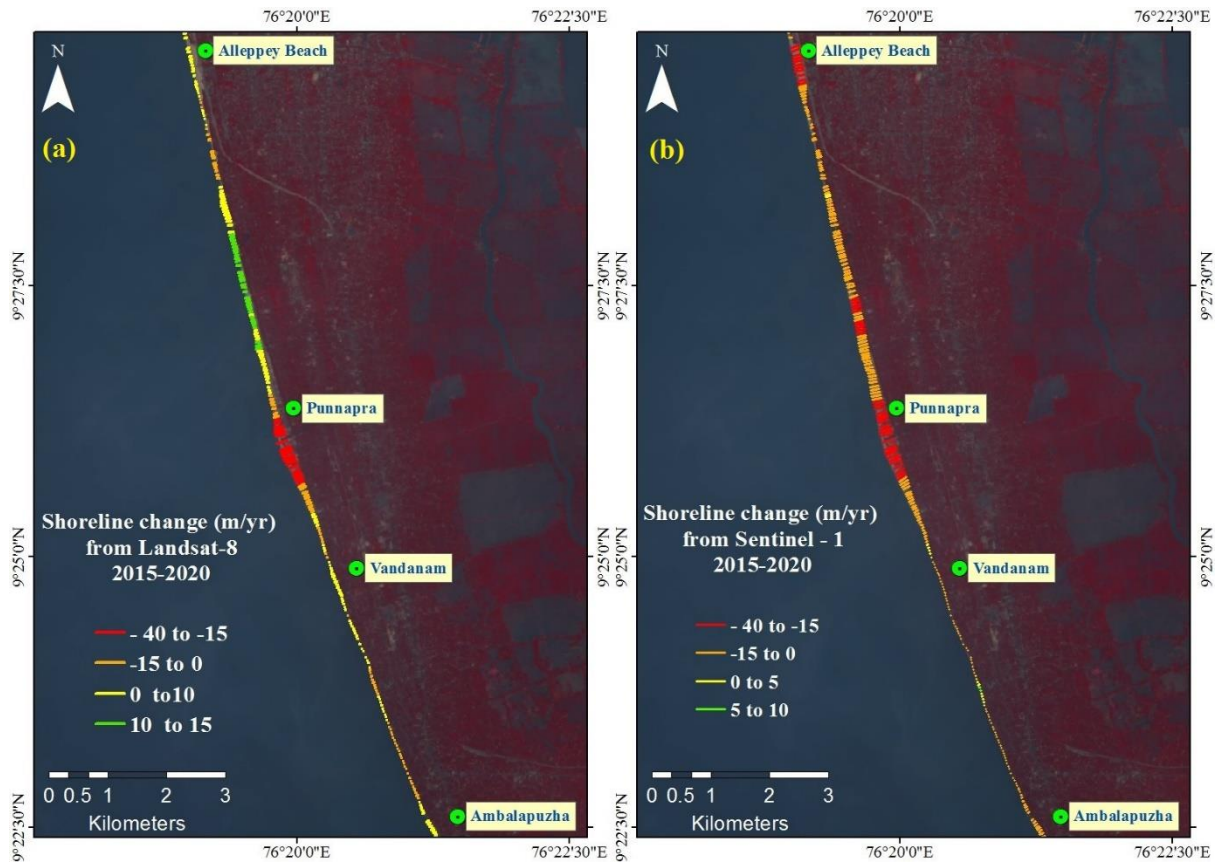 76°20'0"E
76°22'30"E
76°20'0"E
76°22'30"E
N
Alleppey Beach
(a)
9°27'30"N
Punnapra
Shoreline change (m/yr)
from Landsat-8
2015-2020
9°25'0"N
Vandanam
- 40 to -15
-15 to 0
0 to10
10 to 15
0 0.5 1 2 3
Kilometers
Ambalapuzha
9°22'30"N
76°20'0"E
76°22'30"E
N
Alleppey Beach
(b)
9°27'30"N
9°27'30"N
Punnapra
Shoreline change (m/yr)
from Sentinel - 1
2015-2020
9°25'0"N
9°25'0"N
Vandanam
- 40 to -15
-15 to 0
0 to 5
5 to 10
0 0.5 1 2 3
Kilometers
Ambalapuzha
9°22'30"N
9°22'30"N
76°20'0"E
76°22'30"E